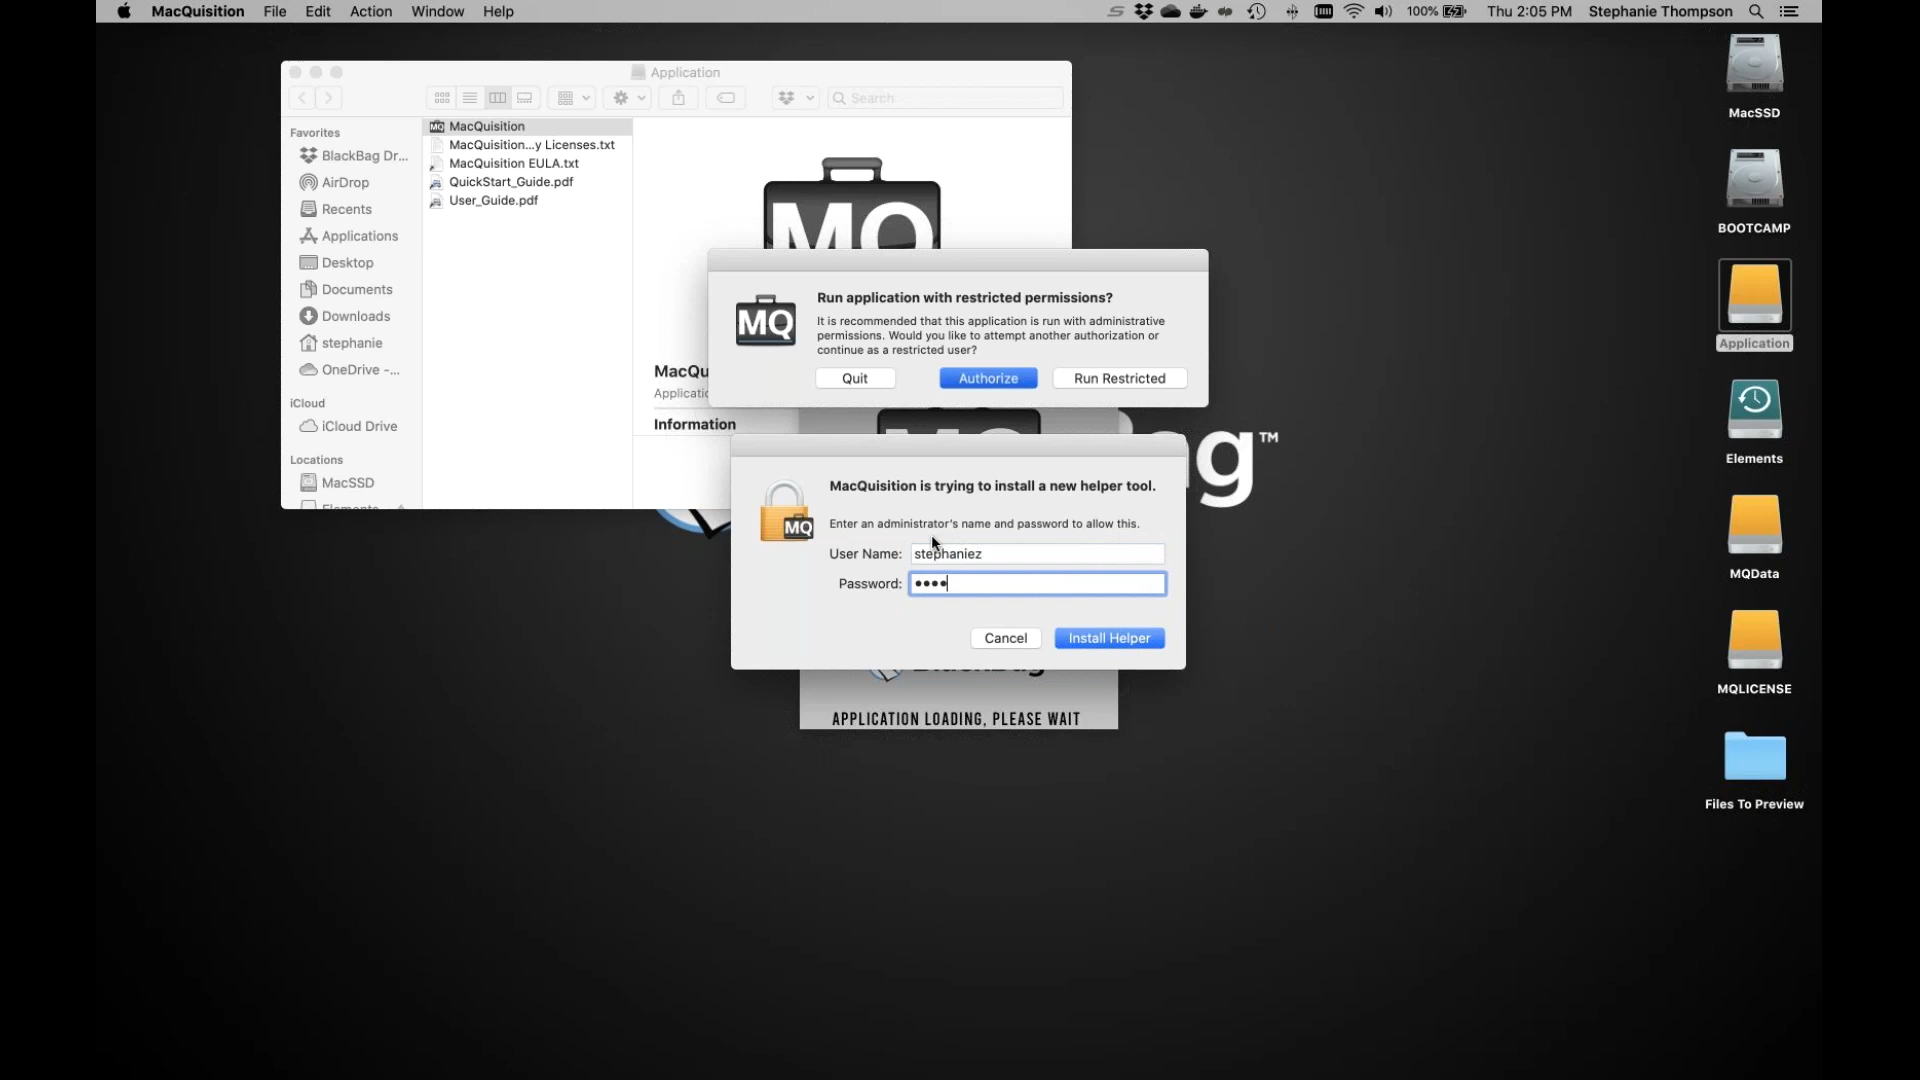 MacQuisition File Edit Action Window Help
100% Thu 2:05 PM Stephanie Thompson
Application
Search
Favorites
BlackBag Dr...
AirDrop
Recents
Applications
Desktop
Documents
Downloads
stephanie
OneDrive -...
iCloud
iCloud Drive
Locations
MacSSD
Elements
MacQuisition
MacQuisition...y Licenses.txt
MacQuisition EULA.txt
QuickStart_Guide.pdf
User_Guide.pdf
MQ
MacQu
Applicatio
Information
MQ
Run application with restricted permissions?
It is recommended that this application is run with administrative
permissions. Would you like to attempt another authorization or
continue as a restricted user?
Quit Authorize Run Restricted
g™
MQ
MacQuisition is trying to install a new helper tool.
Enter an administrator's name and password to allow this.
User Name: stephaniez
Password: ••••
Cancel Install Helper
BlackBag
APPLICATION LOADING, PLEASE WAIT
MacSSD
BOOTCAMP
Application
Elements
MQData
MQLICENSE
Files To Preview